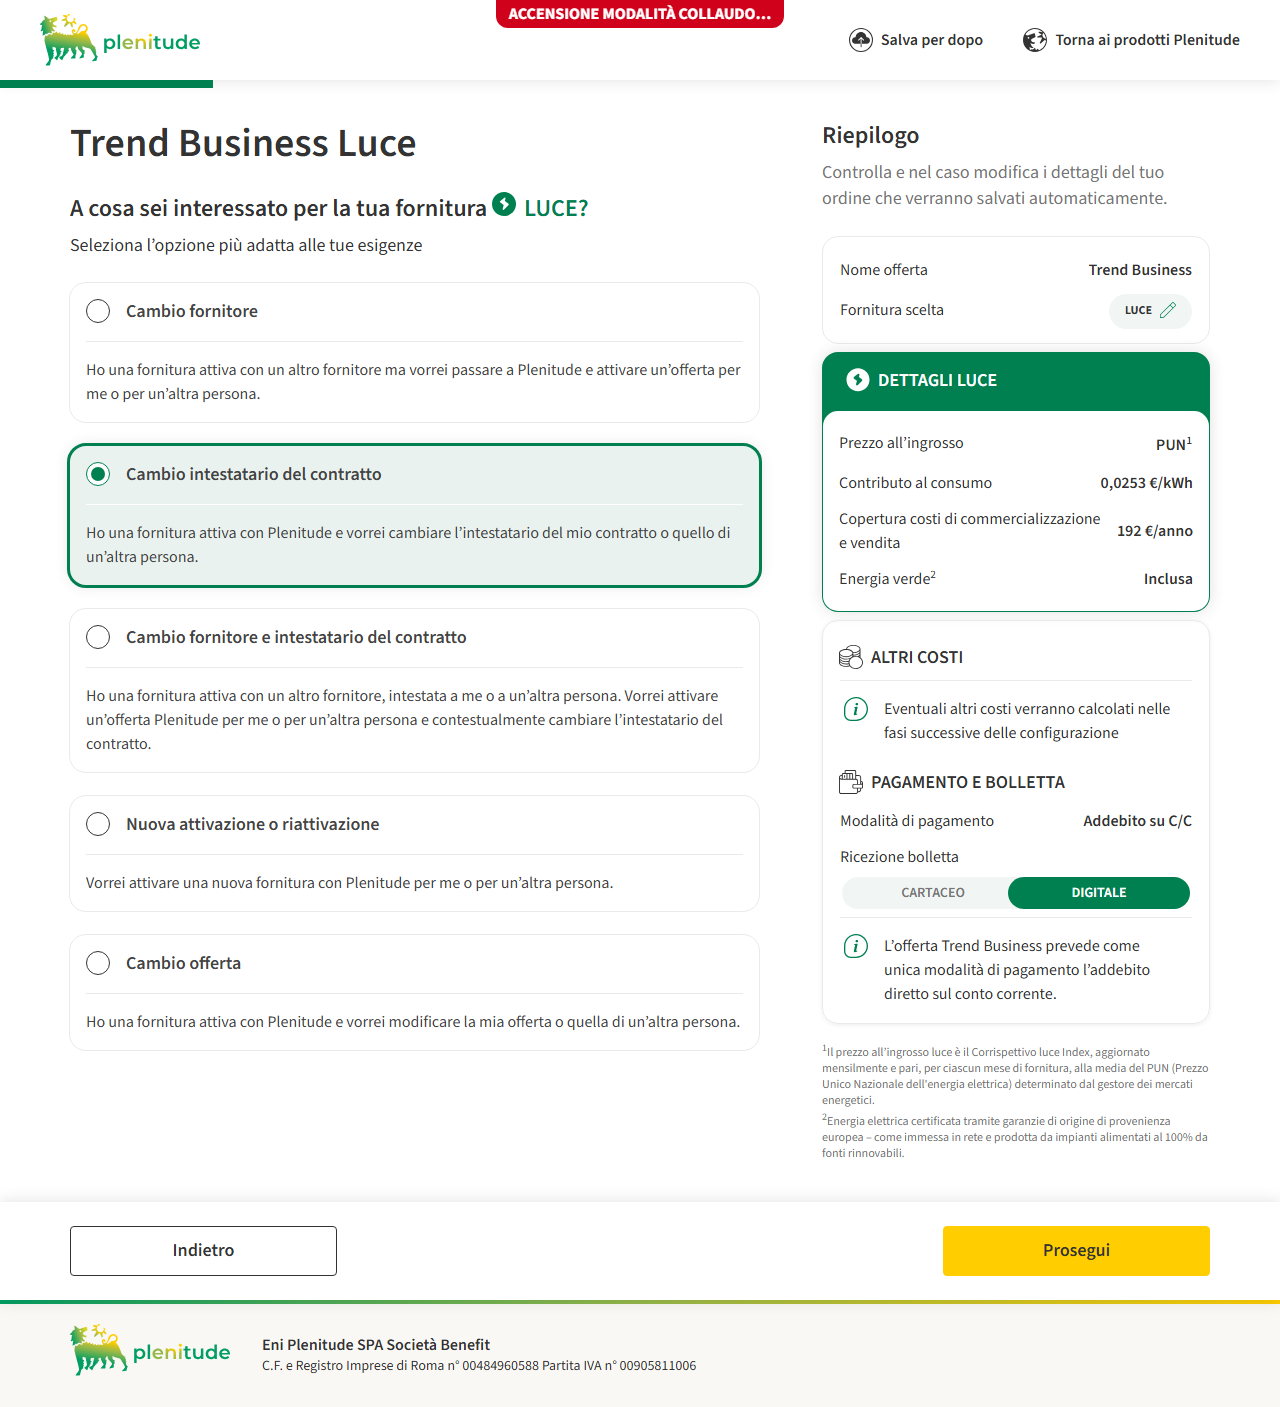 ACCENSIONE MODALITÀ COLLAUDO...
plenitude
Salva per dopo
Torna ai prodotti Plenitude
Trend Business Luce
A cosa sei interessato per la tua fornitura LUCE?
Seleziona l’opzione più adatta alle tue esigenze
Cambio fornitore
Ho una fornitura attiva con un altro fornitore ma vorrei passare a Plenitude e attivare un’offerta per
me o per un’altra persona.
Cambio intestatario del contratto
Ho una fornitura attiva con Plenitude e vorrei cambiare l’intestatario del mio contratto o quello di
un’altra persona.
Cambio fornitore e intestatario del contratto
Ho una fornitura attiva con un altro fornitore, intestata a me o a un’altra persona. Vorrei attivare
un’offerta Plenitude per me o per un’altra persona e contestualmente cambiare l’intestatario del
contratto.
Nuova attivazione o riattivazione
Vorrei attivare una nuova fornitura con Plenitude per me o per un’altra persona.
Cambio offerta
Ho una fornitura attiva con Plenitude e vorrei modificare la mia offerta o quella di un’altra persona.
Riepilogo
Controlla e nel caso modifica i dettagli del tuo
ordine che verranno salvati automaticamente.
Nome offerta Trend Business
Fornitura scelta LUCE
DETTAGLI LUCE
Prezzo all’ingrosso PUN¹
Contributo al consumo 0,0253 €/kWh
Copertura costi di commercializzazione
e vendita 192 €/anno
Energia verde² Inclusa
ALTRI COSTI
Eventuali altri costi verranno calcolati nelle
fasi successive delle configurazione
PAGAMENTO E BOLLETTA
Modalità di pagamento Addebito su C/C
Ricezione bolletta
CARTACEO DIGITALE
L’offerta Trend Business prevede come
unica modalità di pagamento l’addebito
diretto sul conto corrente.
¹Il prezzo all’ingrosso luce è il Corrispettivo luce Index, aggiornato
mensilmente e pari, per ciascun mese di fornitura, alla media del PUN (Prezzo
Unico Nazionale dell'energia elettrica) determinato dal gestore dei mercati
energetici.
²Energia elettrica certificata tramite garanzie di origine di provenienza
europea – come immessa in rete e prodotta da impianti alimentati al 100% da
fonti rinnovabili.
Indietro
Prosegui
plenitude
Eni Plenitude SPA Società Benefit
C.F. e Registro Imprese di Roma n° 00484960588 Partita IVA n° 00905811006